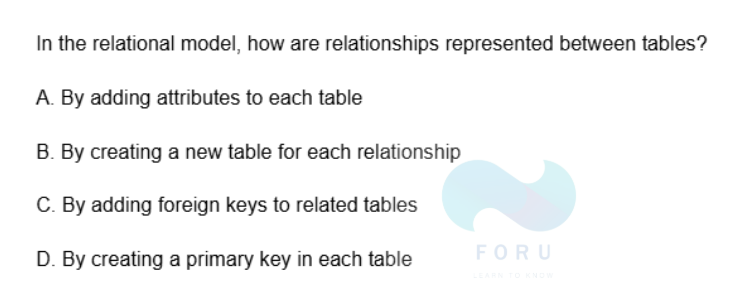 In the relational model, how are relationships represented between tables?
A. By adding attributes to each table
B. By creating a new table for each relationship
C. By adding foreign keys to related tables
D. By creating a primary key in each table
FORU